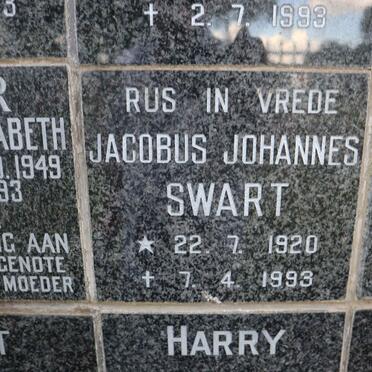 ✝ 2. 7. 1993
RUS IN VREDE
JACOBUS JOHANNES
SWART
★ 22. 7. 1920
✝ 7. 4. 1993
ABETH
1949
93
G AAN
GENOTE
MOEDER
HARRY